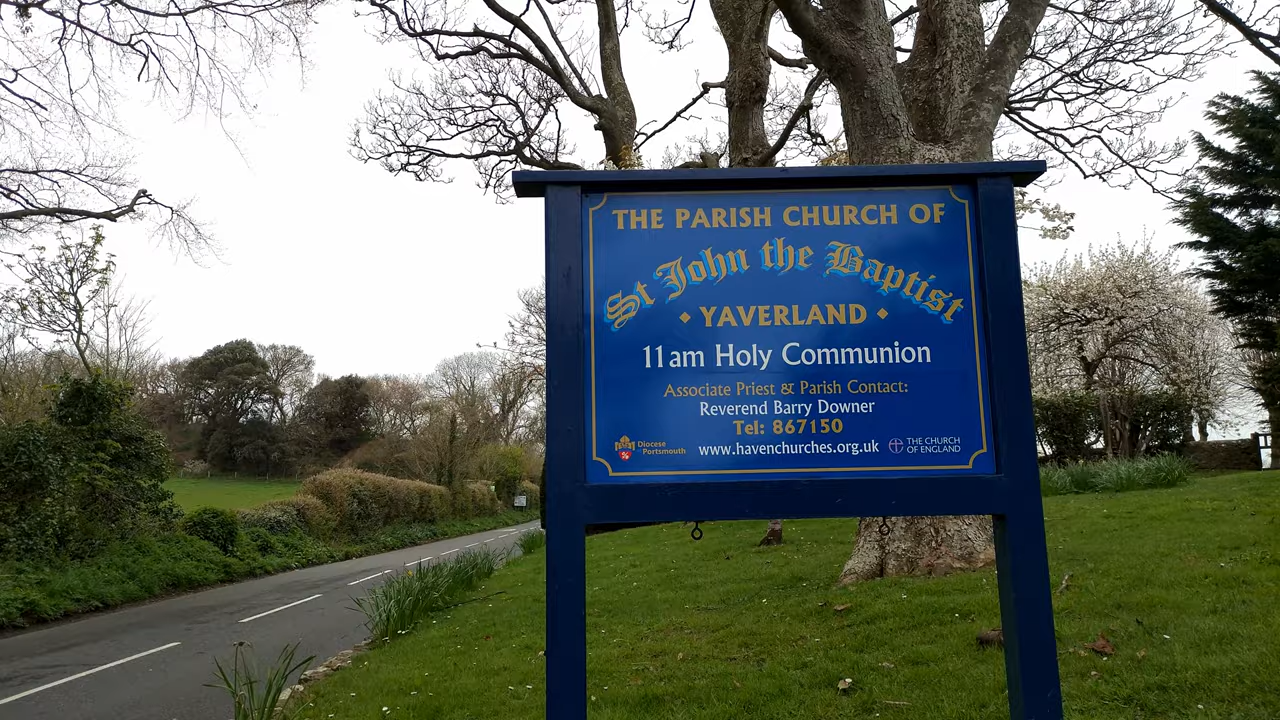 THE PARISH CHURCH OF
St John the Baptist
· YAVERLAND ·
11am Holy Communion
Associate Priest & Parish Contact:
Reverend Barry Downer
Tel: 867150
Diocese
Portsmouth
www.havenchurches.org.uk
THE CHURCH
OF ENGLAND